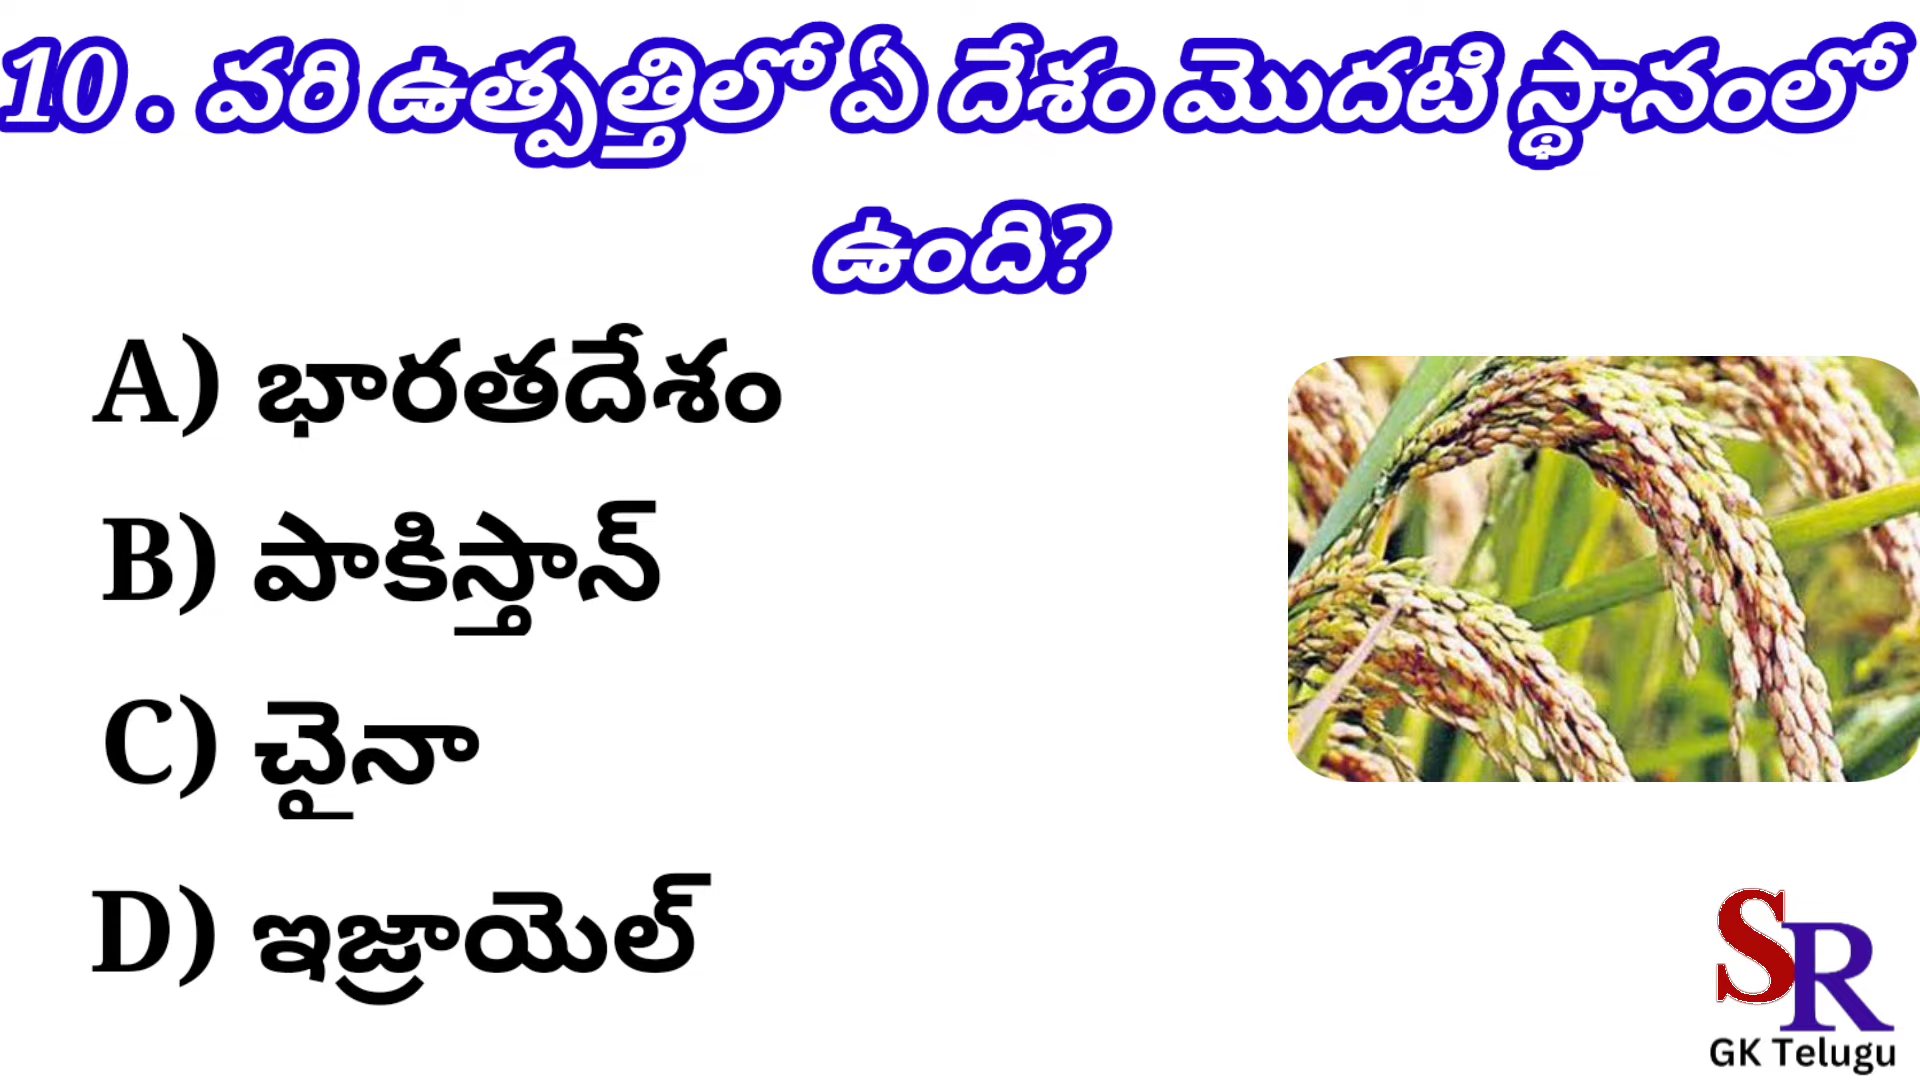 10 . వరి ఉత్పత్తిలో ఏ దేశం మొదటి స్థానంలో
ఉంది?
A) భారతదేశం
B) పాకిస్తాన్
C) చైనా
D) ఇజ్రాయెల్
SR
GK Telugu